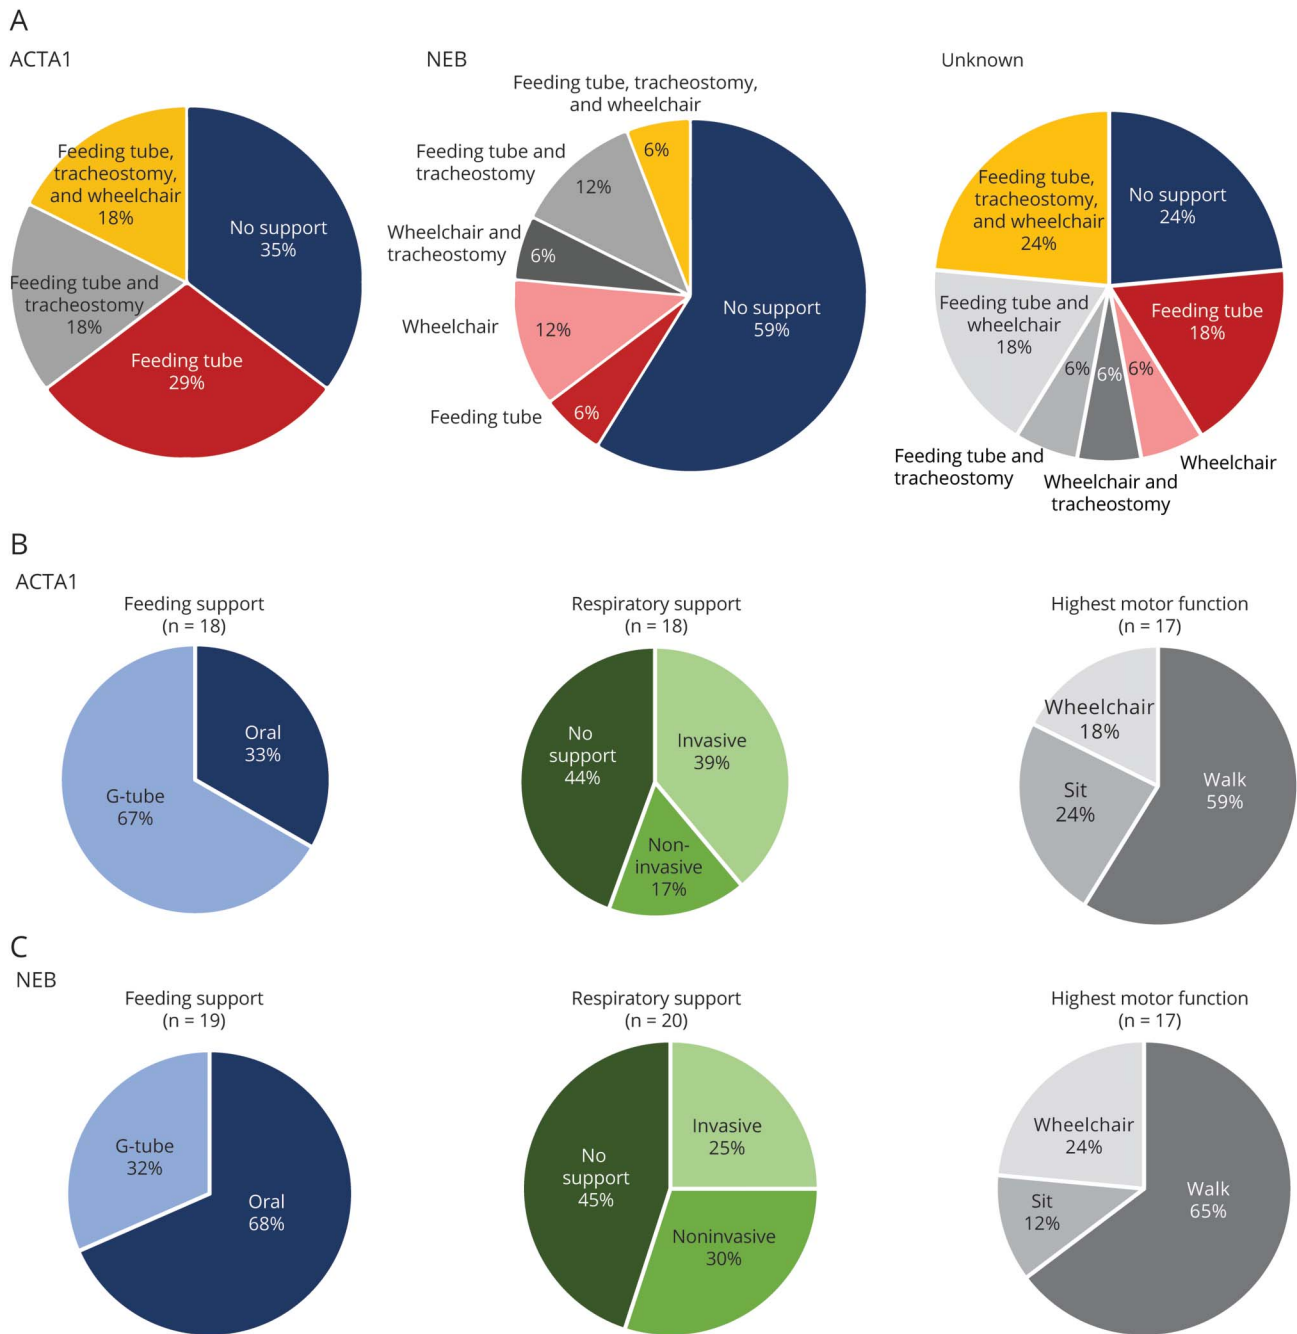 A
ACTA1
NEB
Unknown
Feeding tube,
tracheostomy,
and wheelchair
18%
No support
35%
Feeding tube and
tracheostomy
18%
Feeding tube
29%
Feeding tube, tracheostomy,
and wheelchair
6%
Feeding tube and
tracheostomy
12%
Wheelchair and
tracheostomy
6%
Wheelchair
12%
Feeding tube
6%
No support
59%
Feeding tube,
tracheostomy,
and wheelchair
24%
No support
24%
Feeding tube and
wheelchair
18%
Feeding tube
18%
6%
6%
6%
Feeding tube and
tracheostomy
Wheelchair and
tracheostomy
Wheelchair
B
ACTA1
Feeding support
(n = 18)
Oral
33%
G-tube
67%
Respiratory support
(n = 18)
No
support
44%
Invasive
39%
Non-
invasive
17%
Highest motor function
(n = 17)
Wheelchair
18%
Sit
24%
Walk
59%
C
NEB
Feeding support
(n = 19)
G-tube
32%
Oral
68%
Respiratory support
(n = 20)
No
support
45%
Invasive
25%
Noninvasive
30%
Highest motor function
(n = 17)
Wheelchair
24%
Sit
12%
Walk
65%